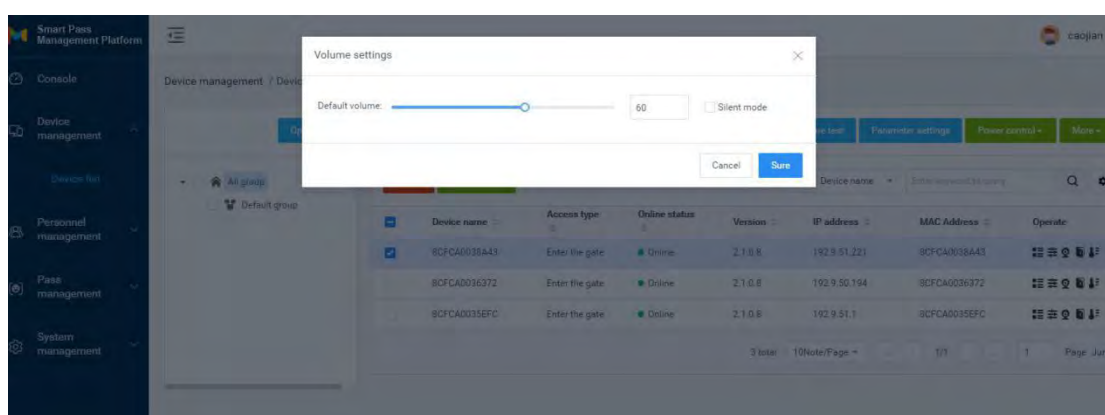 Smart Pass
Management Platform
caojian
Volume settings
Console
Device management / Devic
Default volume:
60
Silent mode
Device
management
Parameter settings
Power control
More
Cancel
Sure
Device list
All group
Device name
Default group
Device name
Access type
Online status
Version
IP address
MAC Address
Operate
Personnel
management
8CFCA0038A43
Enter the gate
Online
2.1.0.8
192.9.51.221
8CFCA0038A43
Pass
management
8CFCA0036372
Enter the gate
Online
2.1.0.8
192.9.50.194
8CFCA0036372
8CFCA0035EFC
Enter the gate
Online
2.1.0.8
192.9.51.1
8CFCA0035EFC
System
management
3 total
10Note/Page
1/1
1
Page
Jum